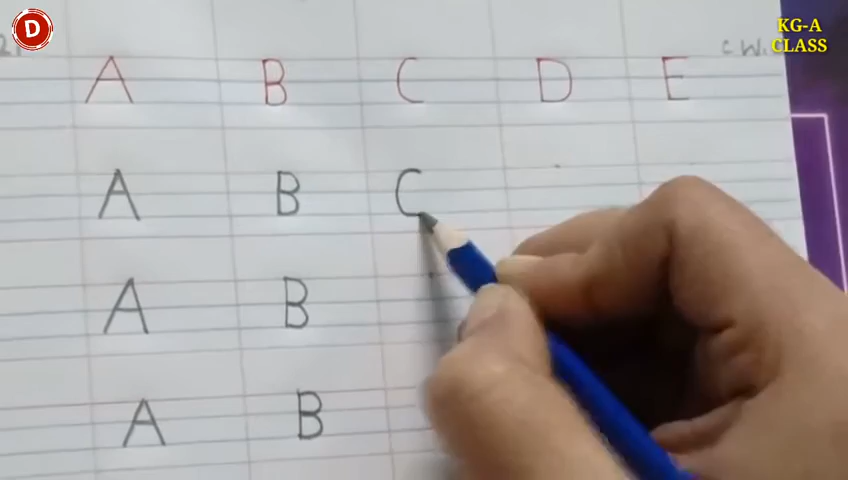 D
KG-A
CLASS
C W.
A B C D E
A B C
A B
A B